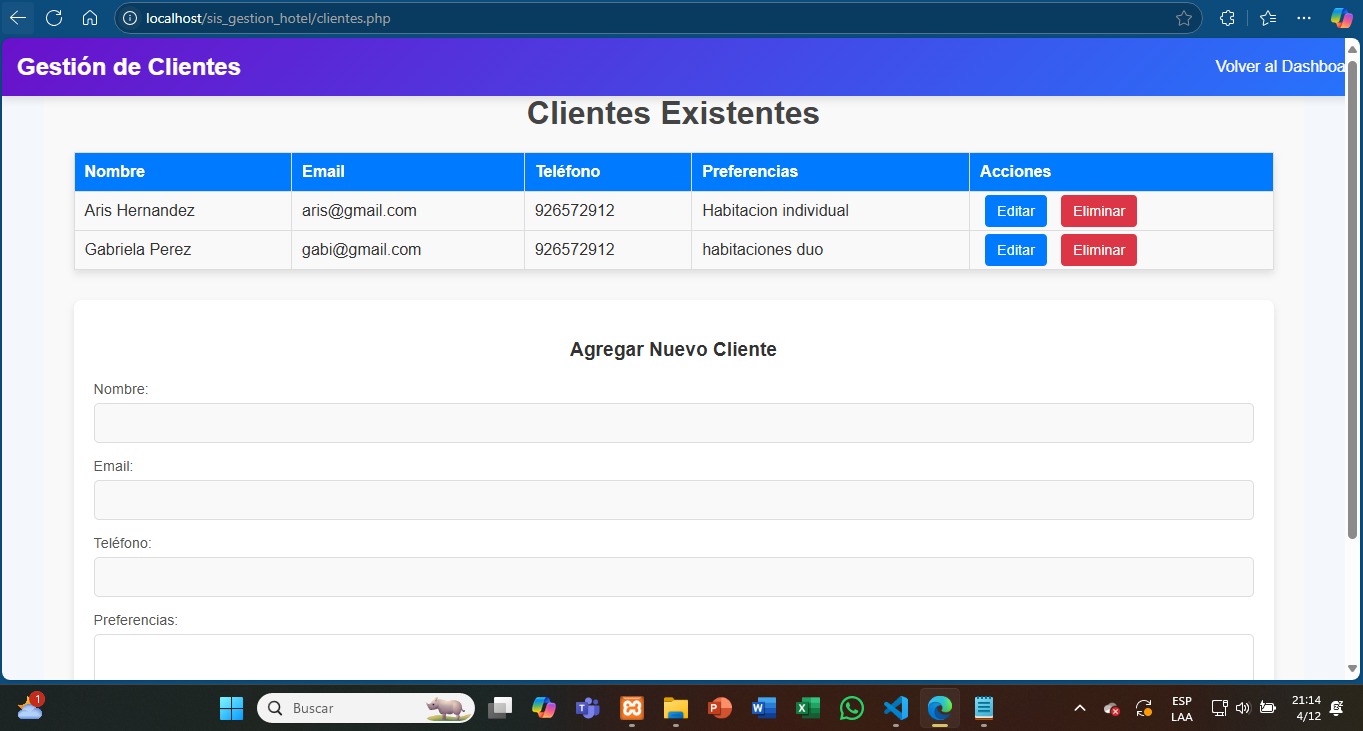 localhost/sis_gestion_hotel/clientes.php
Gestión de Clientes
Volver al Dashboa
Clientes Existentes
Nombre Email Teléfono Preferencias Acciones
Aris Hernandez aris@gmail.com 926572912 Habitacion individual Editar Eliminar
Gabriela Perez gabi@gmail.com 926572912 habitaciones duo Editar Eliminar
Agregar Nuevo Cliente
Nombre:
Email:
Teléfono:
Preferencias:
1
Buscar
ESP
LAA
21:14
4/12